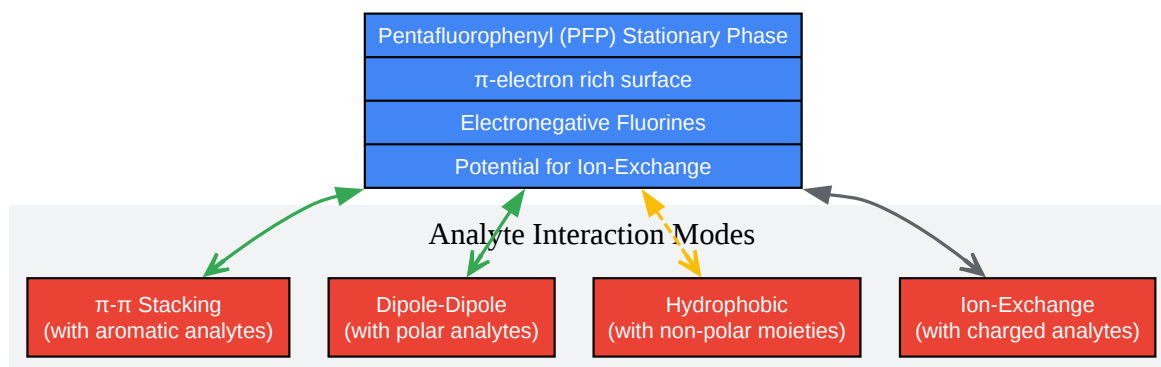 Pentafluorophenyl (PFP) Stationary Phase
π-electron rich surface
Electronegative Fluorines
Potential for Ion-Exchange
Analyte Interaction Modes
π-π Stacking
(with aromatic analytes)
Dipole-Dipole
(with polar analytes)
Hydrophobic
(with non-polar moieties)
Ion-Exchange
(with charged analytes)